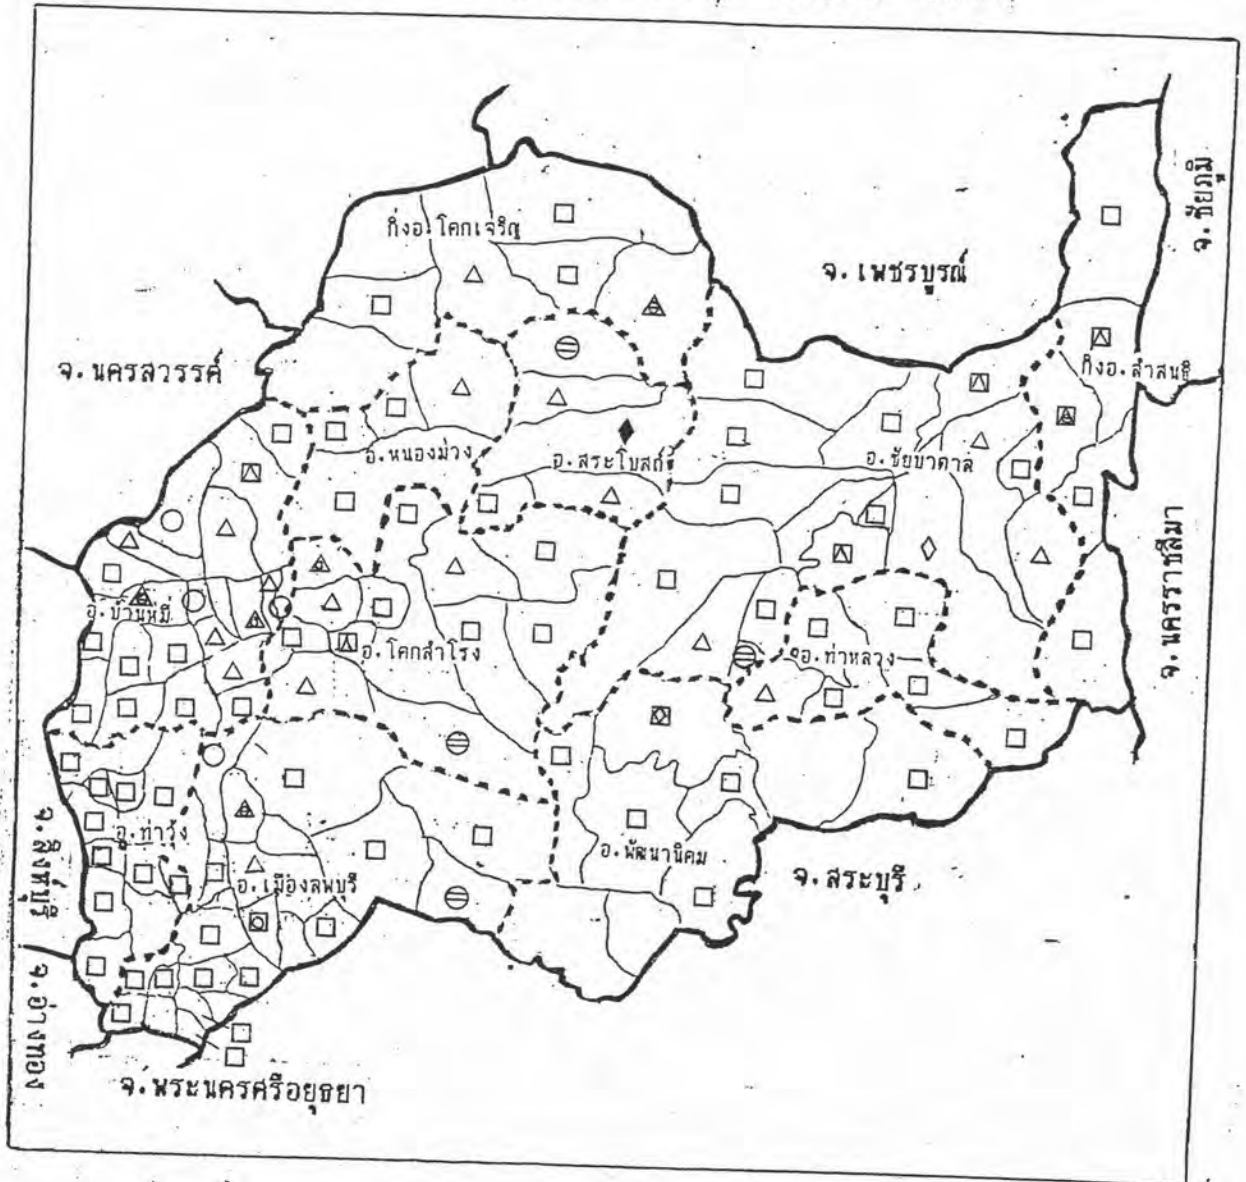 จ.ชัยภูมิ
กิ่งอ.โคกเจริญ
จ.เพชรบูรณ์
กิ่งอ.ลำสนธิ
จ.นครสวรรค์
อ.หนองม่วง
อ.สระโบสถ์
อ.ชัยบาดาล
อ.บ้านหมี่
อ.โคกสำโรง
อ.ท่าหลวง
จ.นครราชสีมา
อ.ท่าวุ้ง
จ.สิงห์บุรี
อ.เมืองลพบุรี
อ.พัฒนานิคม
จ.สระบุรี
จ.อ่างทอง
จ.พระนครศรีอยุธยา